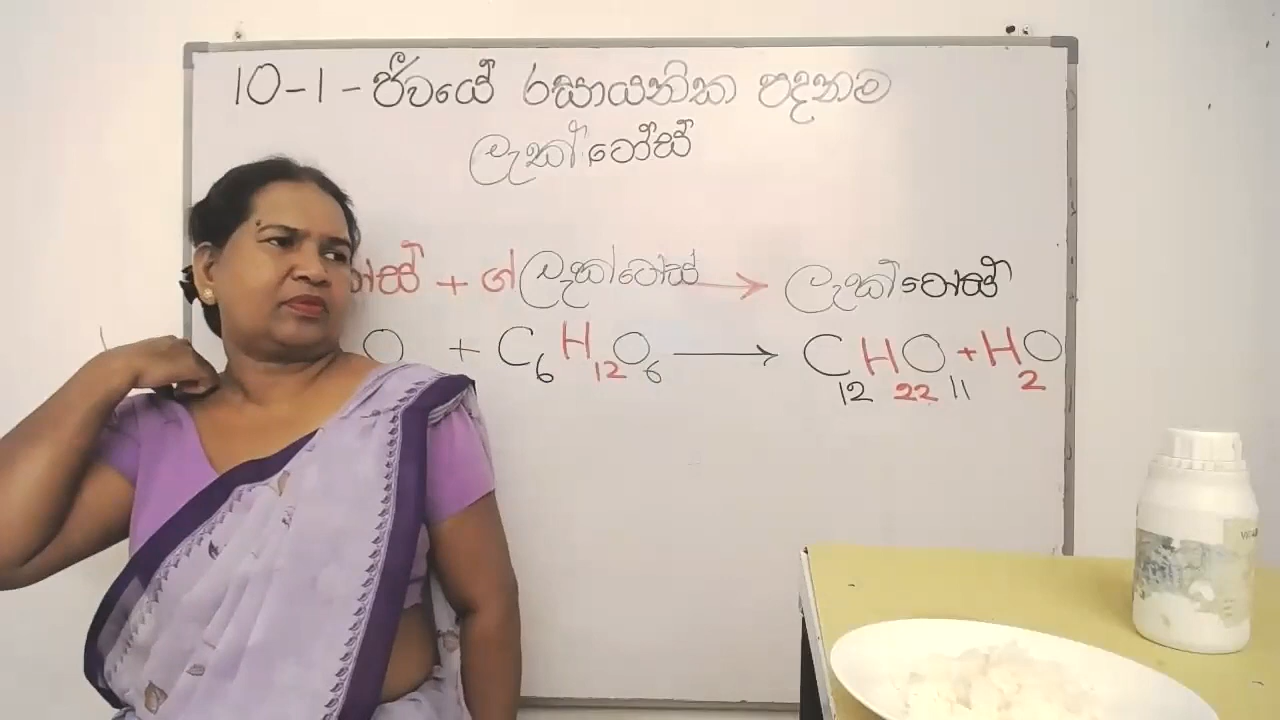 10-1-ජීවයේ රසායනික පදනම
ලැක්ටෝස්
+ ග්ලැක්ටෝස් → ලැක්ටෝස්
O + C6H12O6 → C12H22O11 + H2O